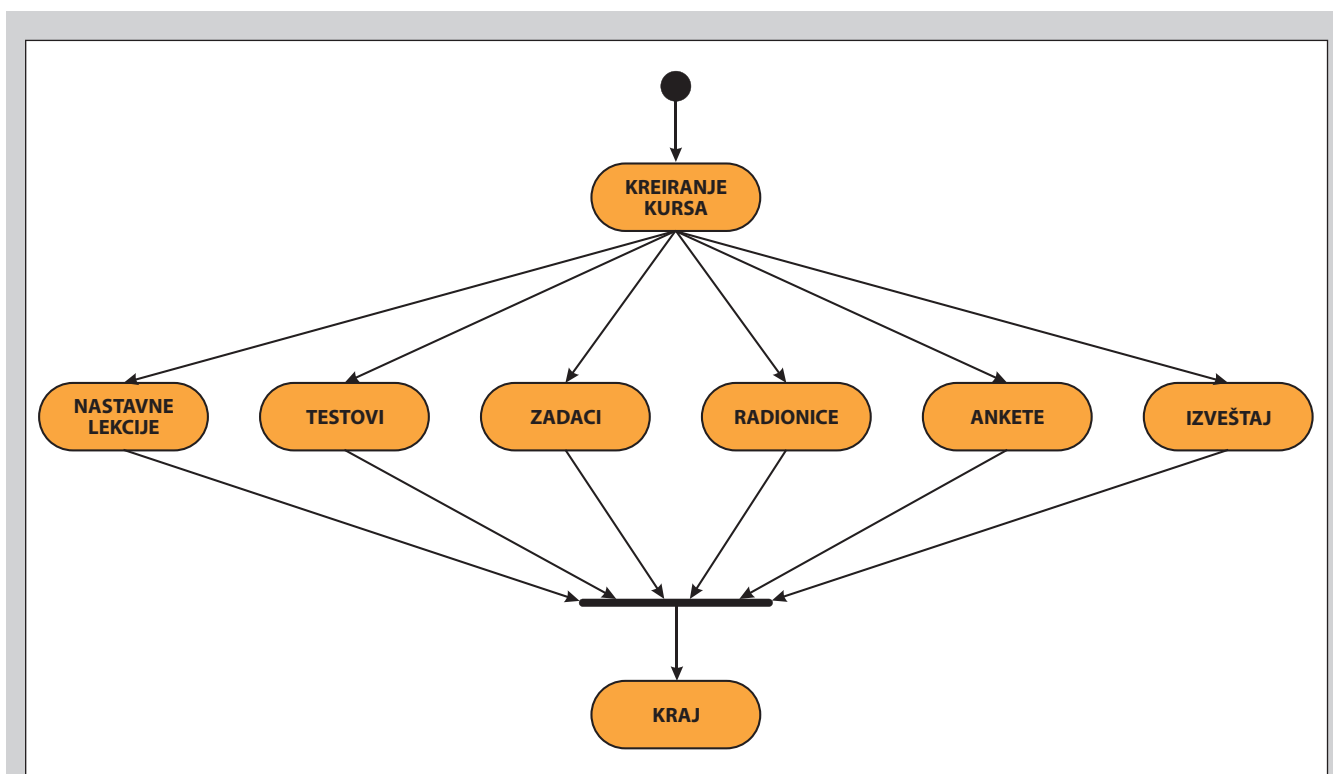 KREIRANJE
KURSA
NASTAVNE
LEKCIJE
TESTOVI
ZADACI
RADIONICE
ANKETE
IZVEŠTAJ
KRAJ